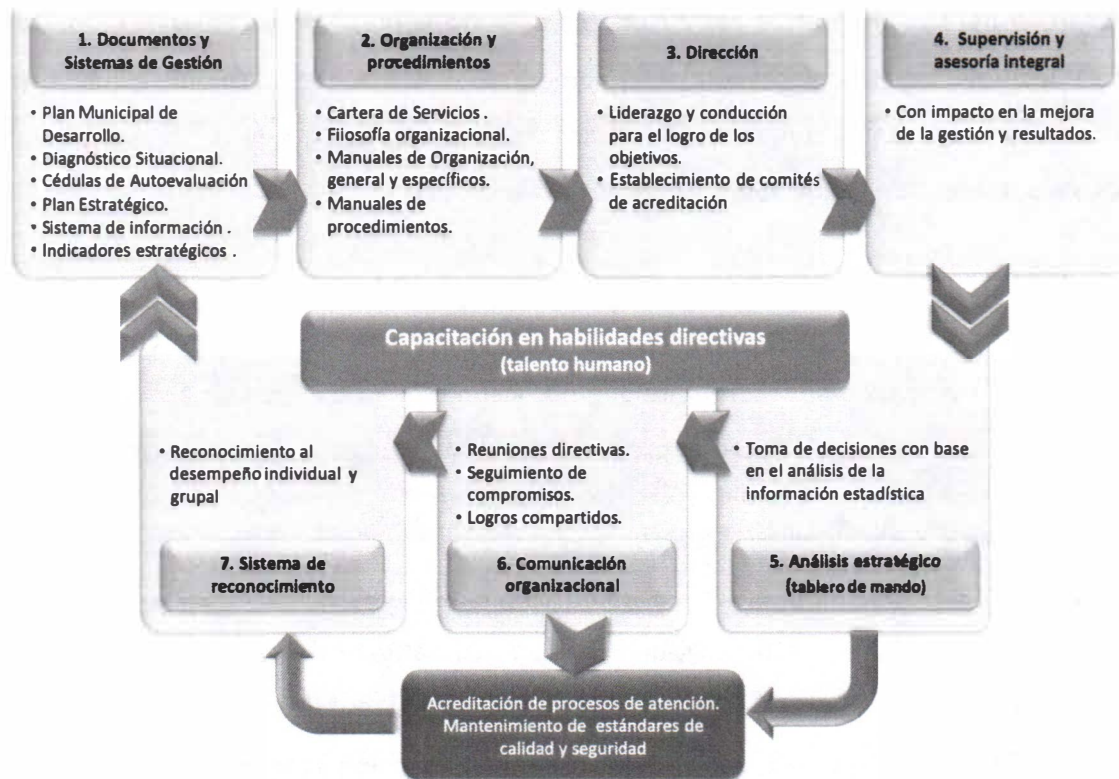 1. Documentos y
Sistemas de Gestión
• Plan Municipal de
Desarrollo.
• Diagnóstico Situacional.
• Cédulas de Autoevaluación
• Plan Estratégico.
• Sistema de información .
• Indicadores estratégicos .
2. Organización y
procedimientos
• Cartera de Servicios .
• Fiiosofía organizacional.
• Manuales de Organización,
general y específicos.
• Manuales de
procedimientos.
3. Dirección
• Liderazgo y conducción
para el logro de los
objetivos.
• Establecimiento de comités
de acreditación
4. Supervisión y
asesoría integral
• Con impacto en la mejora
de la gestión y resultados.
Capacitación en habilidades directivas
(talento humano)
• Reconocimiento al
desempeño individual y
grupal
7. Sistema de
reconocimiento
• Reuniones directivas.
• Seguimiento de
compromisos.
• Logros compartidos.
6. Comunicación
organizacional
• Toma de decisiones con base
en el análisis de la
información estadística
5. Análisis estratégico
(tablero de mando)
Acreditación de procesos de atención.
Mantenimiento de estándares de
calidad y seguridad